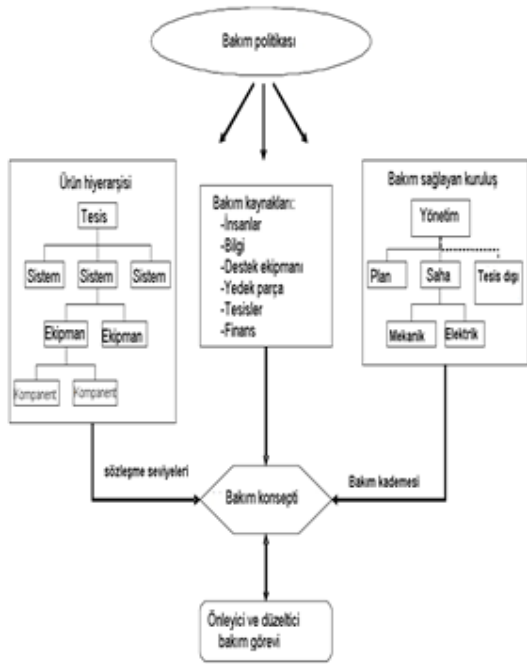 Bakım politikası
Ürün hiyerarşisi
Tesis
Sistem Sistem Sistem
Ekipman Ekipman
Komponent Komponent
Bakım kaynakları:
-İnsanlar
-Bilgi
-Destek ekipmanı
-Yedek parça
-Tesisler
-Finans
Bakım sağlayan kuruluş
Yönetim
Plan Saha Tesis dışı
Mekanik Elektrik
sözleşme seviyeleri
Bakım kademesi
Bakım konsepti
Önleyici ve düzeltici
bakım görevi